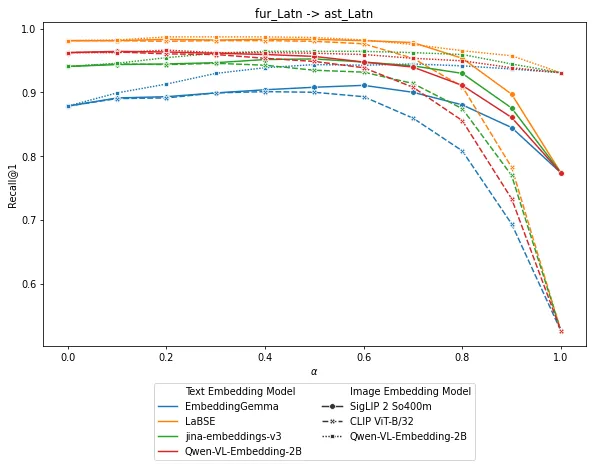 fur_Latn -> ast_Latn
1.0
0.9
0.8
0.7
0.6
Recall@1
0.0 0.2 0.4 0.6 0.8 1.0
α
Text Embedding Model Image Embedding Model
EmbeddingGemma SigLIP 2 So400m
LaBSE CLIP ViT-B/32
jina-embeddings-v3 Qwen-VL-Embedding-2B
Qwen-VL-Embedding-2B